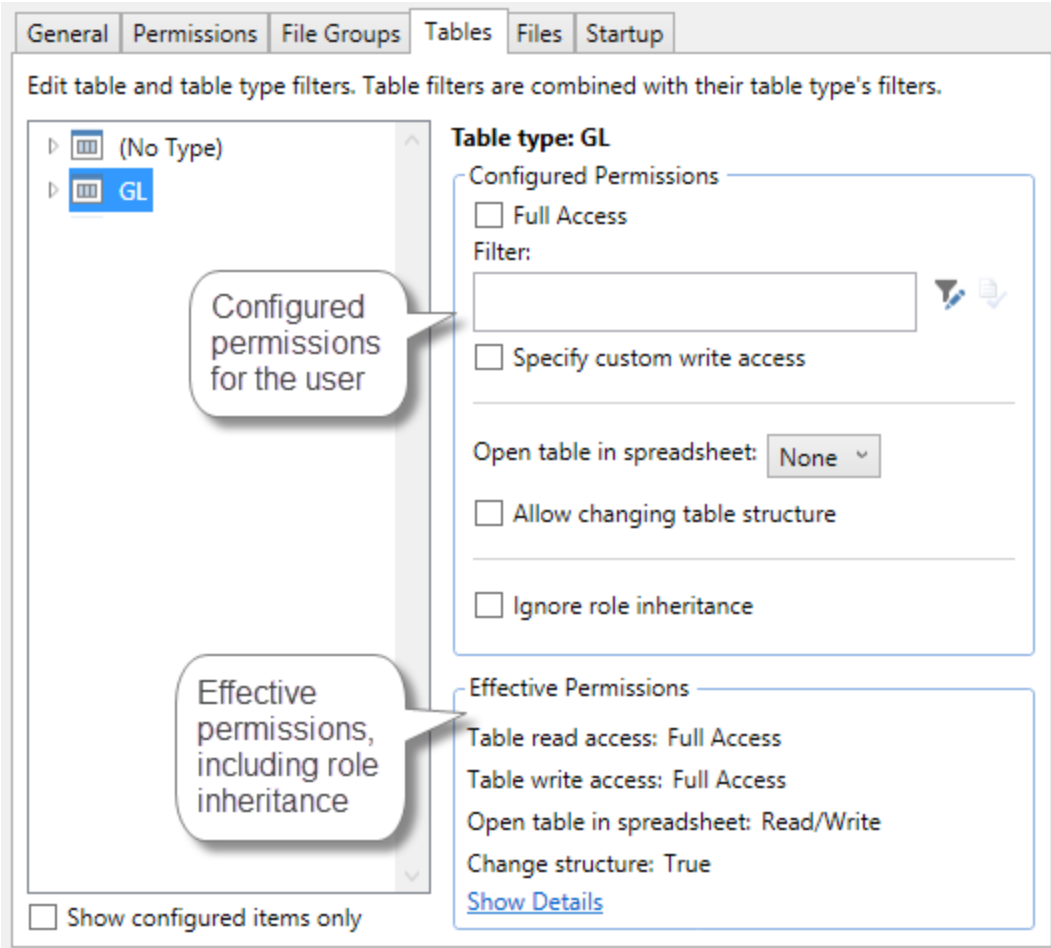 General Permissions File Groups Tables Files Startup
Edit table and table type filters. Table filters are combined with their table type's filters.
(No Type)
GL
Table type: GL
Configured Permissions
Full Access
Filter:
Configured
permissions
for the user
Specify custom write access
Open table in spreadsheet: None
Allow changing table structure
Ignore role inheritance
Effective
permissions,
including role
inheritance
Effective Permissions
Table read access: Full Access
Table write access: Full Access
Open table in spreadsheet: Read/Write
Change structure: True
Show Details
Show configured items only